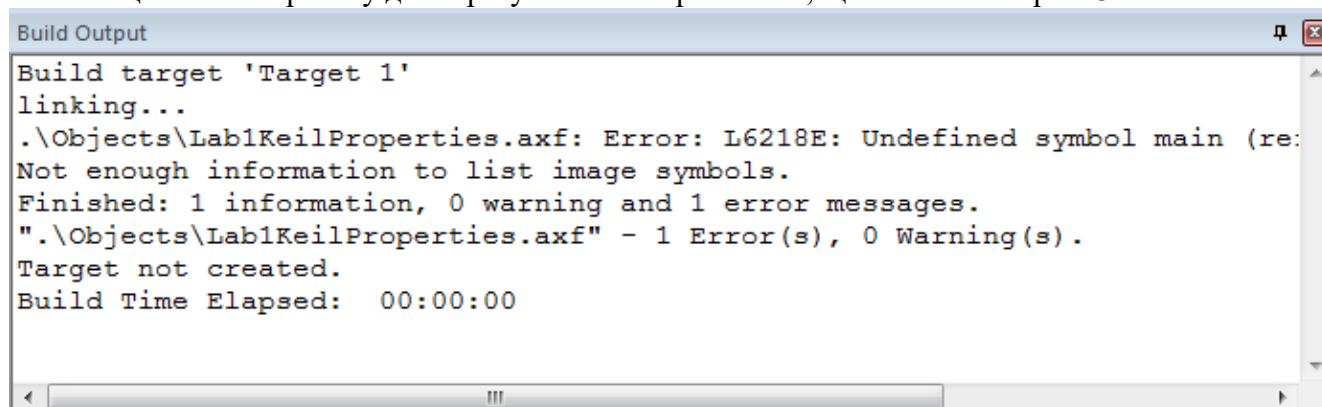 Build Output
Build target 'Target 1'
linking...
.\Objects\Lab1KeilProperties.axf: Error: L6218E: Undefined symbol main (re
Not enough information to list image symbols.
Finished: 1 information, 0 warning and 1 error messages.
".\Objects\Lab1KeilProperties.axf" - 1 Error(s), 0 Warning(s).
Target not created.
Build Time Elapsed:  00:00:00